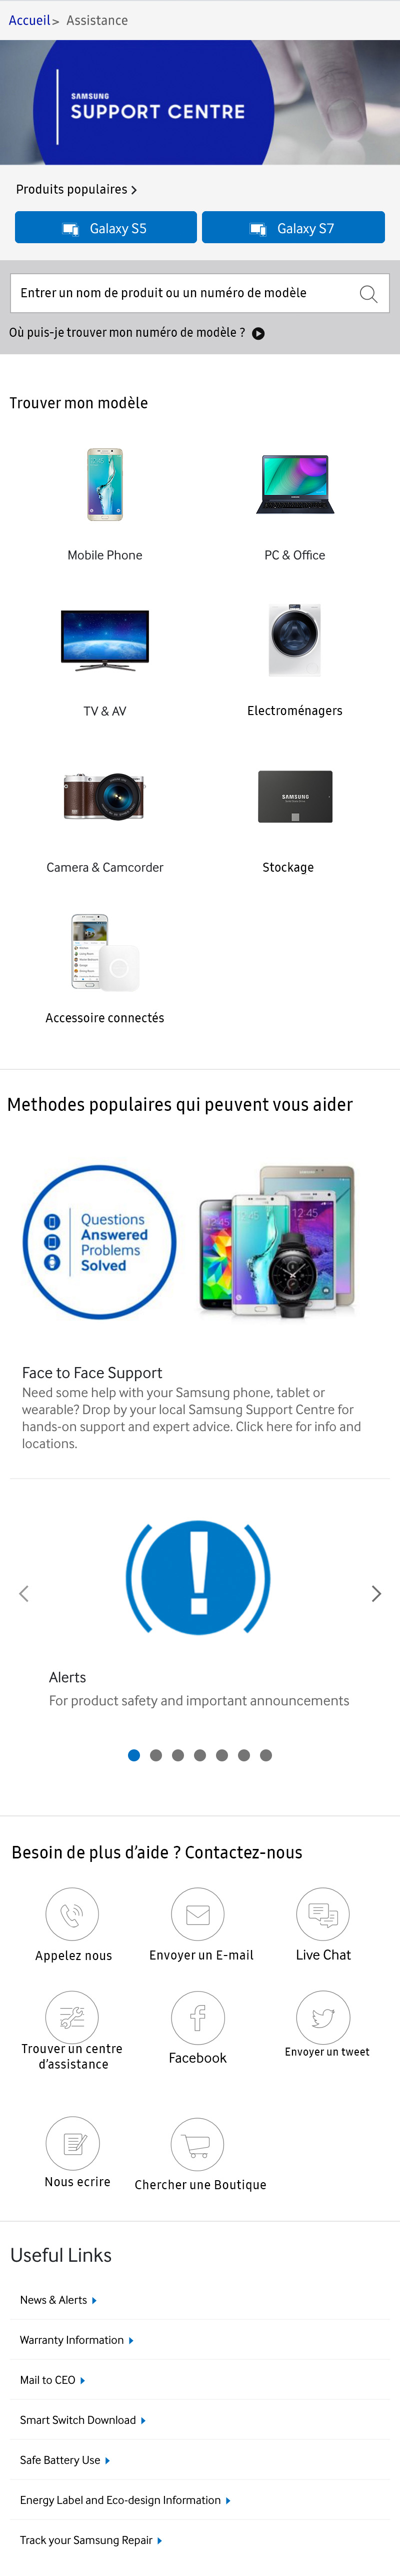 Accueil > Assistance
SAMSUNG
SUPPORT CENTRE
Produits populaires >
Galaxy S5
Galaxy S7
Entrer un nom de produit ou un numéro de modèle
Où puis-je trouver mon numéro de modèle ?
Trouver mon modèle
Mobile Phone
PC & Office
TV & AV
Electroménagers
SAMSUNG
Camera & Camcorder
Stockage
Accessoire connectés
Methodes populaires qui peuvent vous aider
Questions
Answered
Problems
Solved
12:45
12:45
Face to Face Support
Need some help with your Samsung phone, tablet or
wearable? Drop by your local Samsung Support Centre for
hands-on support and expert advice. Click here for info and
locations.
Alerts
For product safety and important announcements
Besoin de plus d'aide ? Contactez-nous
Appelez nous
Envoyer un E-mail
Live Chat
Trouver un centre
d'assistance
Facebook
Envoyer un tweet
Nous ecrire
Chercher une Boutique
Useful Links
News & Alerts
Warranty Information
Mail to CEO
Smart Switch Download
Safe Battery Use
Energy Label and Eco-design Information
Track your Samsung Repair